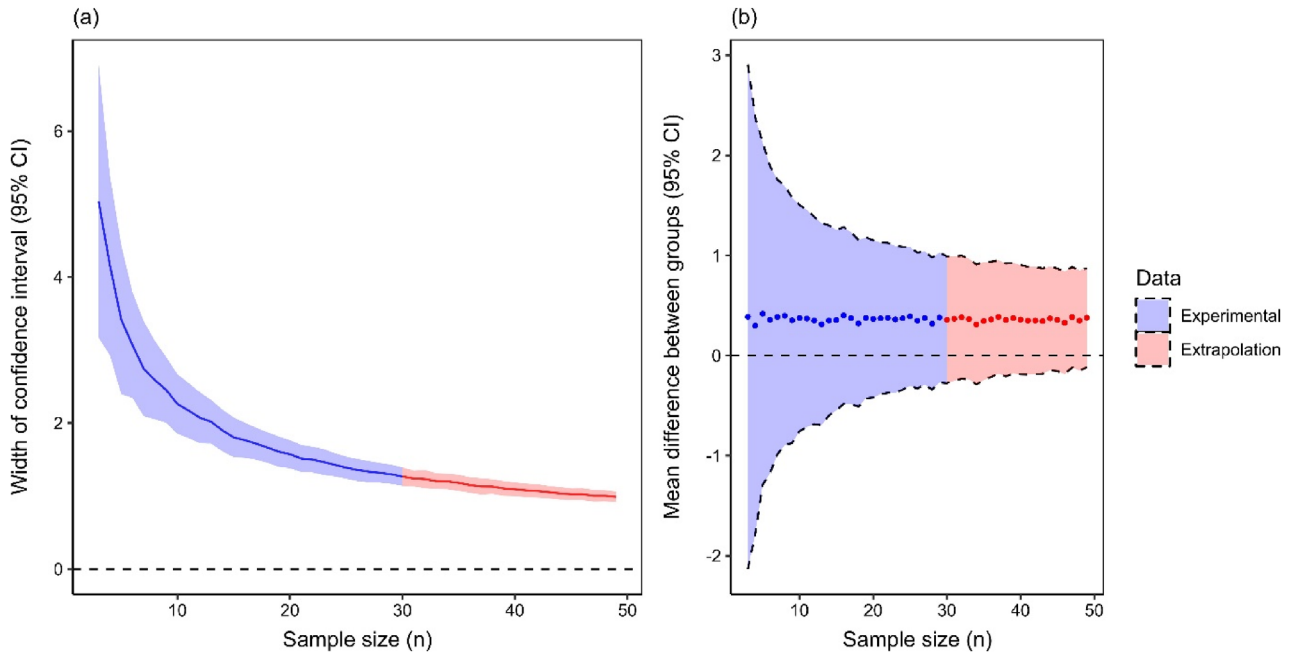 (a)
Width of confidence interval (95% CI)
6
4
2
0
10
20
30
40
50
Sample size (n)
(b)
Mean difference between groups (95% CI)
3
2
1
0
-1
-2
10
20
30
40
50
Sample size (n)
Data
Experimental
Extrapolation